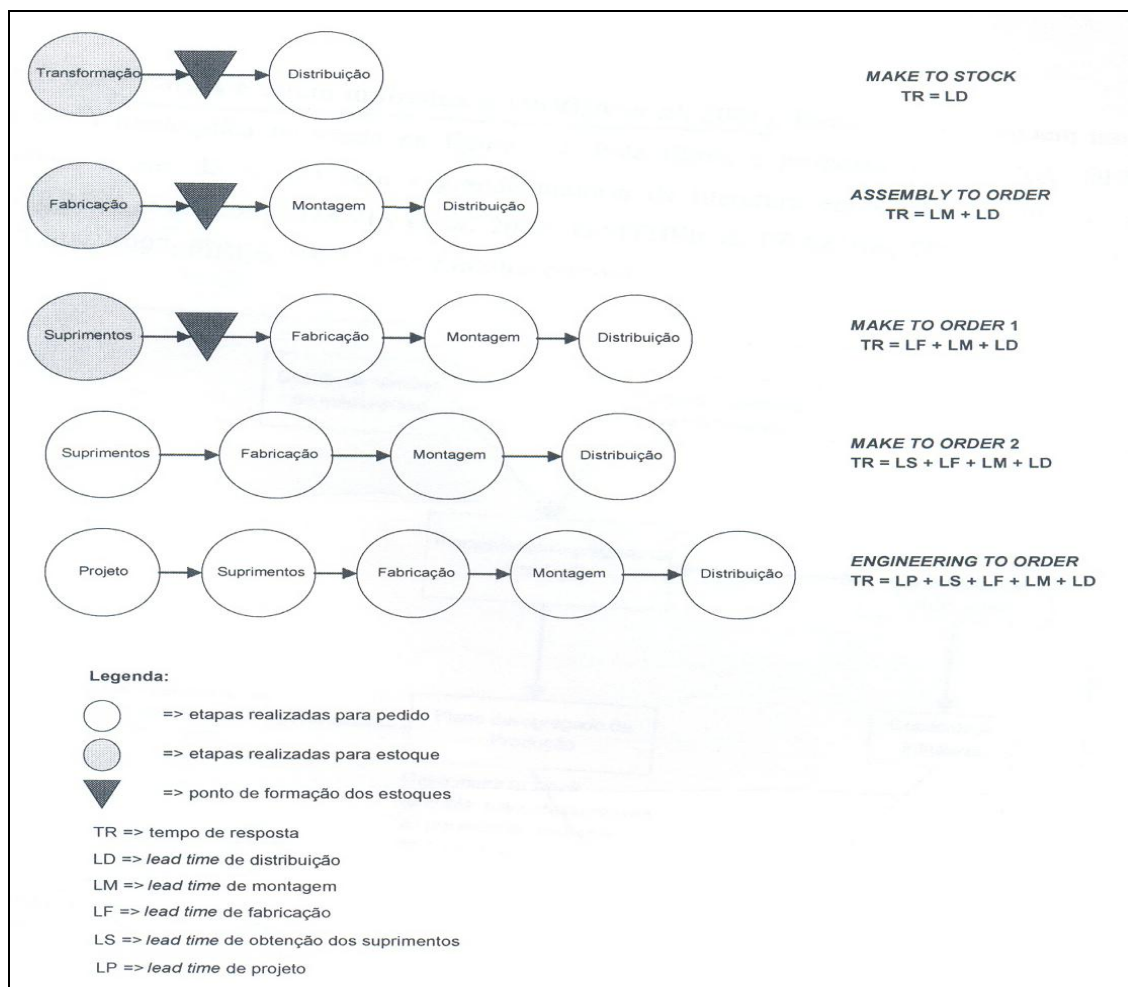 Transformação
Distribuição
MAKE TO STOCK
TR = LD
Fabricação
Montagem
Distribuição
ASSEMBLY TO ORDER
TR = LM + LD
Suprimentos
Fabricação
Montagem
Distribuição
MAKE TO ORDER 1
TR = LF + LM + LD
Suprimentos
Fabricação
Montagem
Distribuição
MAKE TO ORDER 2
TR = LS + LF + LM + LD
Projeto
Suprimentos
Fabricação
Montagem
Distribuição
ENGINEERING TO ORDER
TR = LP + LS + LF + LM + LD
Legenda:
=> etapas realizadas para pedido
=> etapas realizadas para estoque
=> ponto de formação dos estoques
TR => tempo de resposta
LD => lead time de distribuição
LM => lead time de montagem
LF => lead time de fabricação
LS => lead time de obtenção dos suprimentos
LP => lead time de projeto